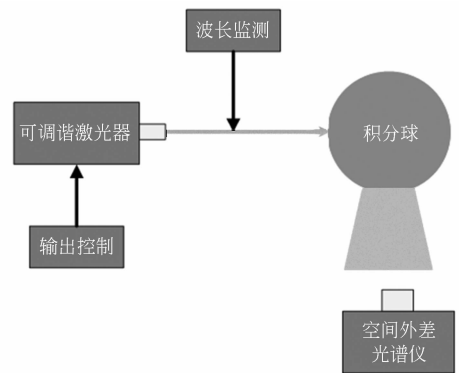 波长监测
可调谐激光器
积分球
输出控制
空间外差
光谱仪